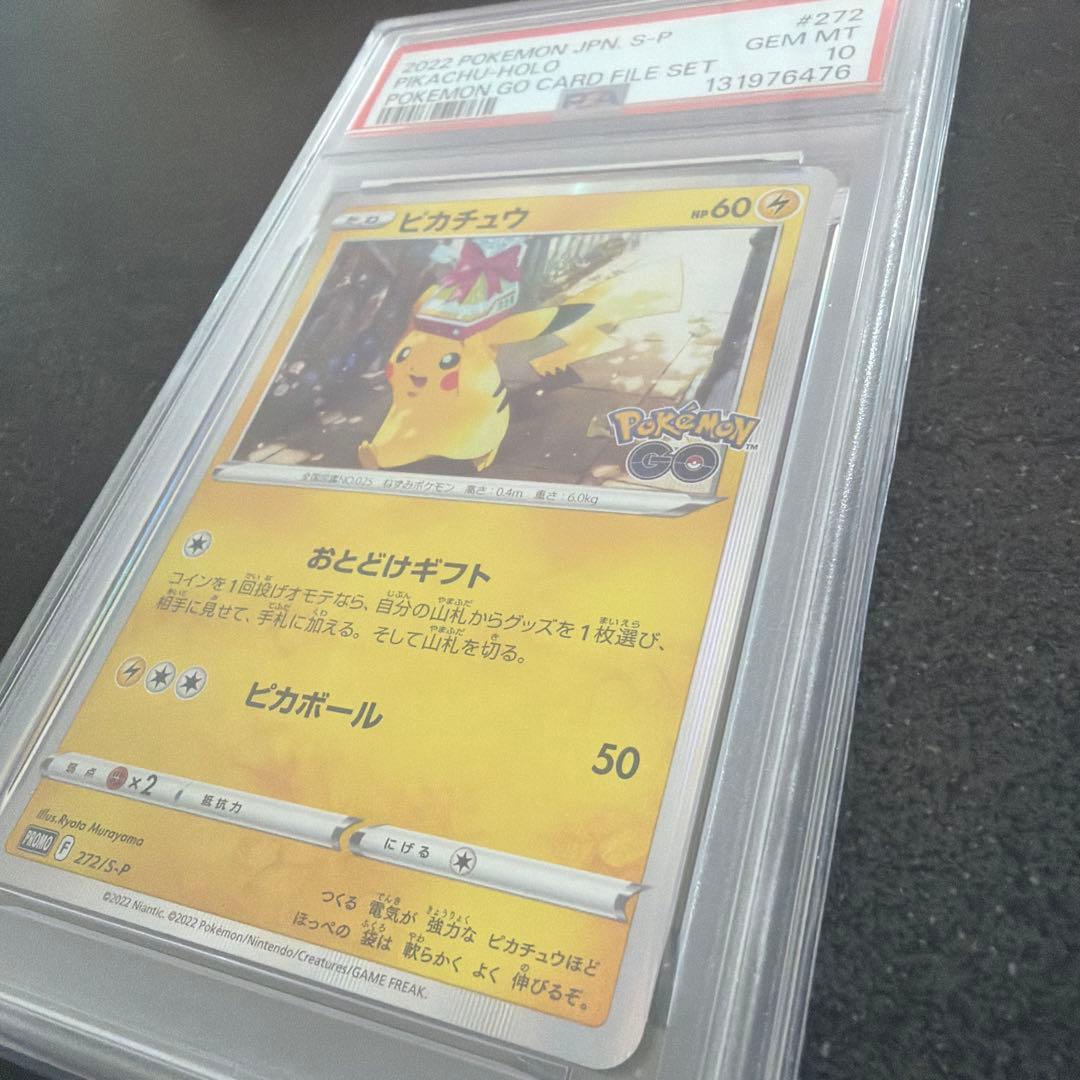 2022 POKEMON JPN. S-P #272
PIKACHU-HOLO GEM MT
POKEMON GO CARD FILE SET 10
131976476
PSA
たね ピカチュウ HP60
POKÉMON™
GO
全国図鑑NO.025 ねずみポケモン 高さ:0.4m 重さ:6.0kg
おとどけギフト
コインを1回投げオモテなら、自分の山札からグッズを1枚選び、
相手に見せて、手札に加える。そして山札を切る。
ピカボール
50
弱点 ×2 抵抗力 にげる
Illus.Ryota Murayama
PROMO F 272/S-P
つくる 電気が 強力な ピカチュウほど
ほっぺの 袋は 軟らかく よく 伸びるぞ。
©2022 Niantic. ©2022 Pokémon/Nintendo/Creatures/GAME FREAK.